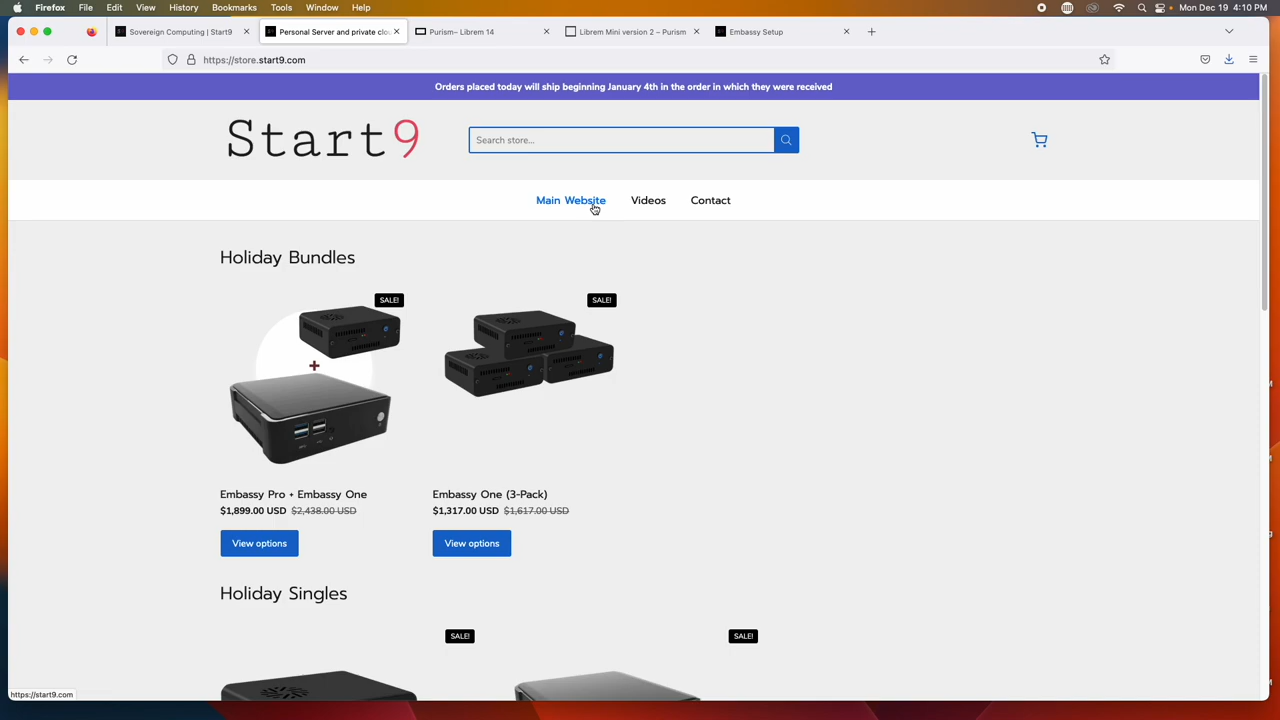 Firefox File Edit View History Bookmarks Tools Window Help Mon Dec 19 4:10 PM
Sovereign Computing | Start9 Personal Server and private clou Purism– Librem 14 Librem Mini version 2 – Purism Embassy Setup
https://store.start9.com
Orders placed today will ship beginning January 4th in the order in which they were received
Start9
Search store...
Main Website Videos Contact
Holiday Bundles
SALE! SALE!
Embassy Pro + Embassy One Embassy One (3-Pack)
$1,899.00 USD $2,438.00 USD $1,317.00 USD $1,617.00 USD
View options View options
Holiday Singles
SALE! SALE!
https://start9.com